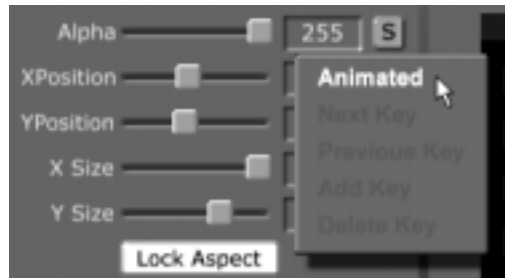 Alpha 255 S
XPosition Animated
YPosition Next Key
Previous Key
X Size
Add Key
Y Size Delete Key
Lock Aspect